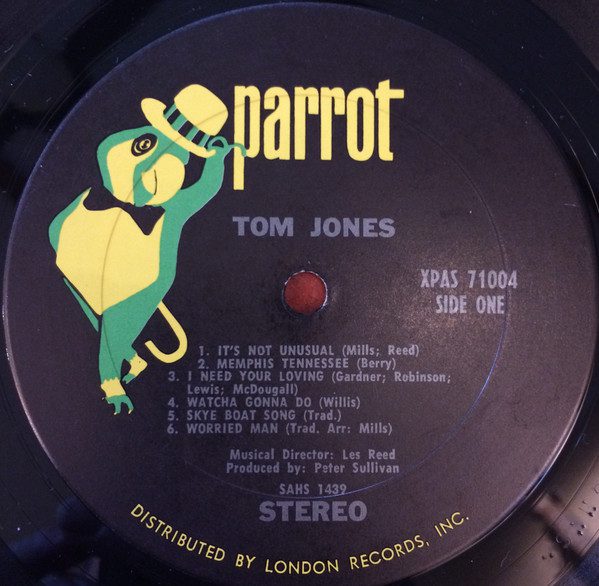 parrot
TOM JONES
XPAS 71004
SIDE ONE
1. IT'S NOT UNUSUAL (Mills; Reed)
2. MEMPHIS TENNESSEE (Berry)
3. I NEED YOUR LOVING (Gardner; Robinson;
Lewis; McDougall)
4. WATCHA GONNA DO (Willis)
5. SKYE BOAT SONG (Trad.)
6. WORRIED MAN (Trad. Arr: Mills)
Musical Director: Les Reed
Produced by: Peter Sullivan
SAHS 1439
STEREO
DISTRIBUTED BY LONDON RECORDS, INC.